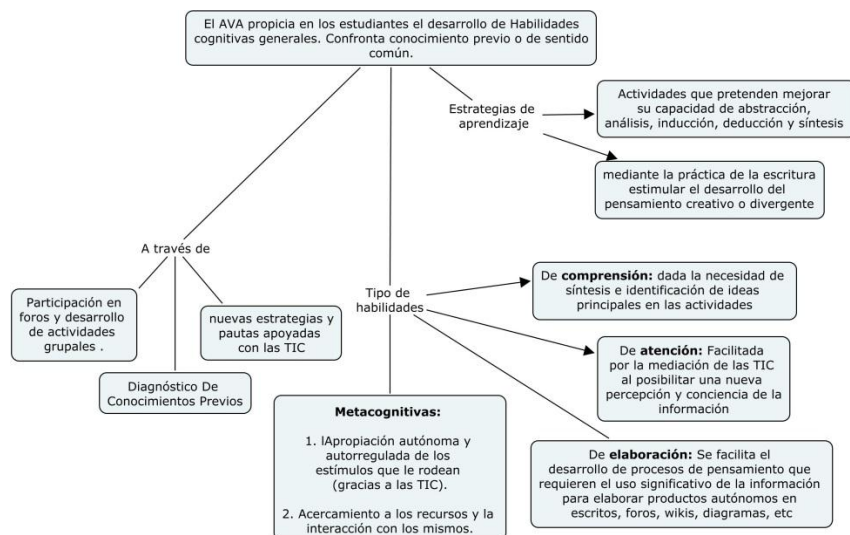 El AVA propicia en los estudiantes el desarrollo de Habilidades
cognitivas generales. Confronta conocimiento previo o de sentido
común.
Estrategias de
aprendizaje
Actividades que pretenden mejorar
su capacidad de abstracción,
análisis, inducción, deducción y síntesis
mediante la práctica de la escritura
estimular el desarrollo del
pensamiento creativo o divergente
A través de
Participación en
foros y desarrollo
de actividades
grupales .
nuevas estrategias y
pautas apoyadas
con las TIC
Diagnóstico De
Conocimientos Previos
Tipo de
habilidades
De comprensión: dada la necesidad de
síntesis e identificación de ideas
principales en las actividades
De atención: Facilitada
por la mediación de las TIC
al posibilitar una nueva
percepción y conciencia de la
información
Metacognitivas:
1. lApropiación autónoma y
autorregulada de los
estímulos que le rodean
(gracias a las TIC).
2. Acercamiento a los recursos y la
interacción con los mismos.
De elaboración: Se facilita el
desarrollo de procesos de pensamiento que
requieren el uso significativo de la información
para elaborar productos autónomos en
escritos, foros, wikis, diagramas, etc